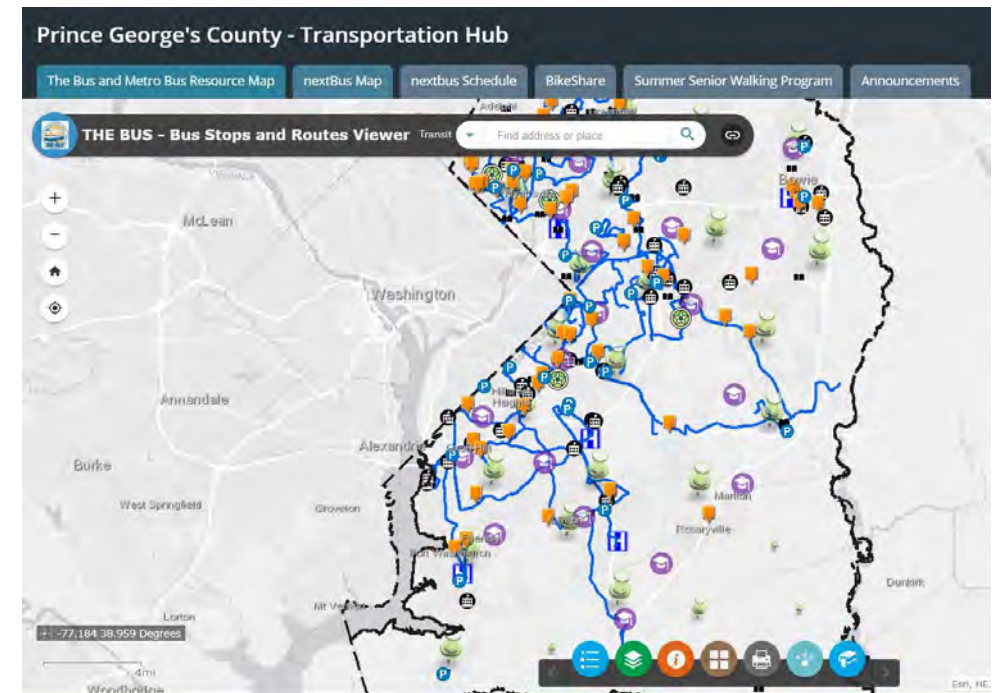 Prince George's County - Transportation Hub
The Bus and Metro Bus Resource Map
nextBus Map
nextbus Schedule
BikeShare
Summer Senior Walking Program
Announcements
THE BUS - Bus Stops and Routes Viewer
Transit
Find address or place
Adelphi
Bowie
McLean
Washington
Annandale
Alexandria
Burke
West Springfield
Groveton
Marlton
Rosaryville
Fort Washington
Dunkirk
Lorton
-77.184 38.959 Degrees
4mi
Woodbridge
Esri, HE